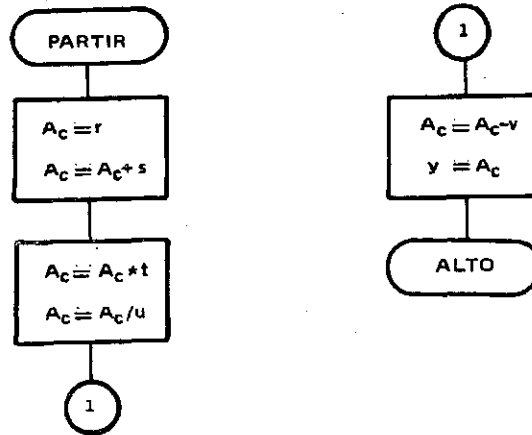 PARTIR
Ac = r
Ac = Ac + s
Ac = Ac * t
Ac = Ac / u
1
1
Ac = Ac - v
y = Ac
ALTO